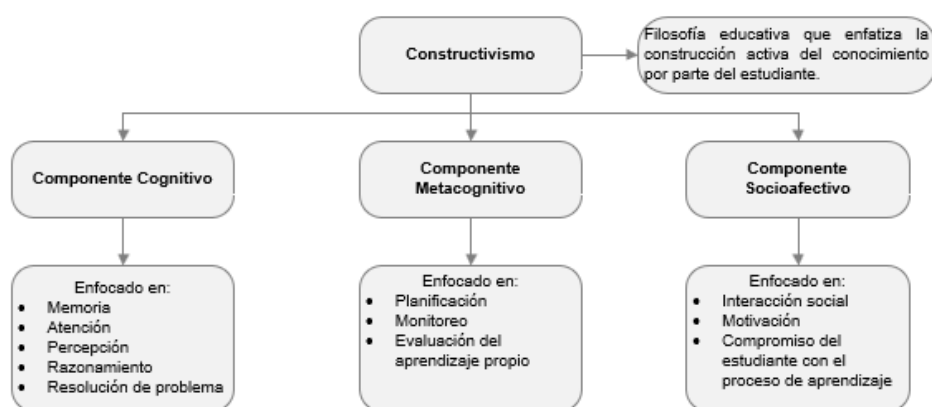 Constructivismo
Filosofía educativa que enfatiza la
construcción activa del conocimiento
por parte del estudiante.
Componente Cognitivo
Componente
Metacognitivo
Componente
Socioafectivo
Enfocado en:
• Memoria
• Atención
• Percepción
• Razonamiento
• Resolución de problema
Enfocado en:
• Planificación
• Monitoreo
• Evaluación del
aprendizaje propio
Enfocado en:
• Interacción social
• Motivación
• Compromiso del
estudiante con el
proceso de aprendizaje